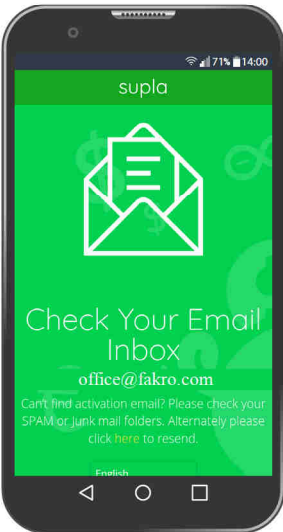 71% 14:00
supla
Check Your Email
Inbox
office@fakro.com
Can't find activation email? Please check your
SPAM or Junk mail folders. Alternately please
click here to resend.
English